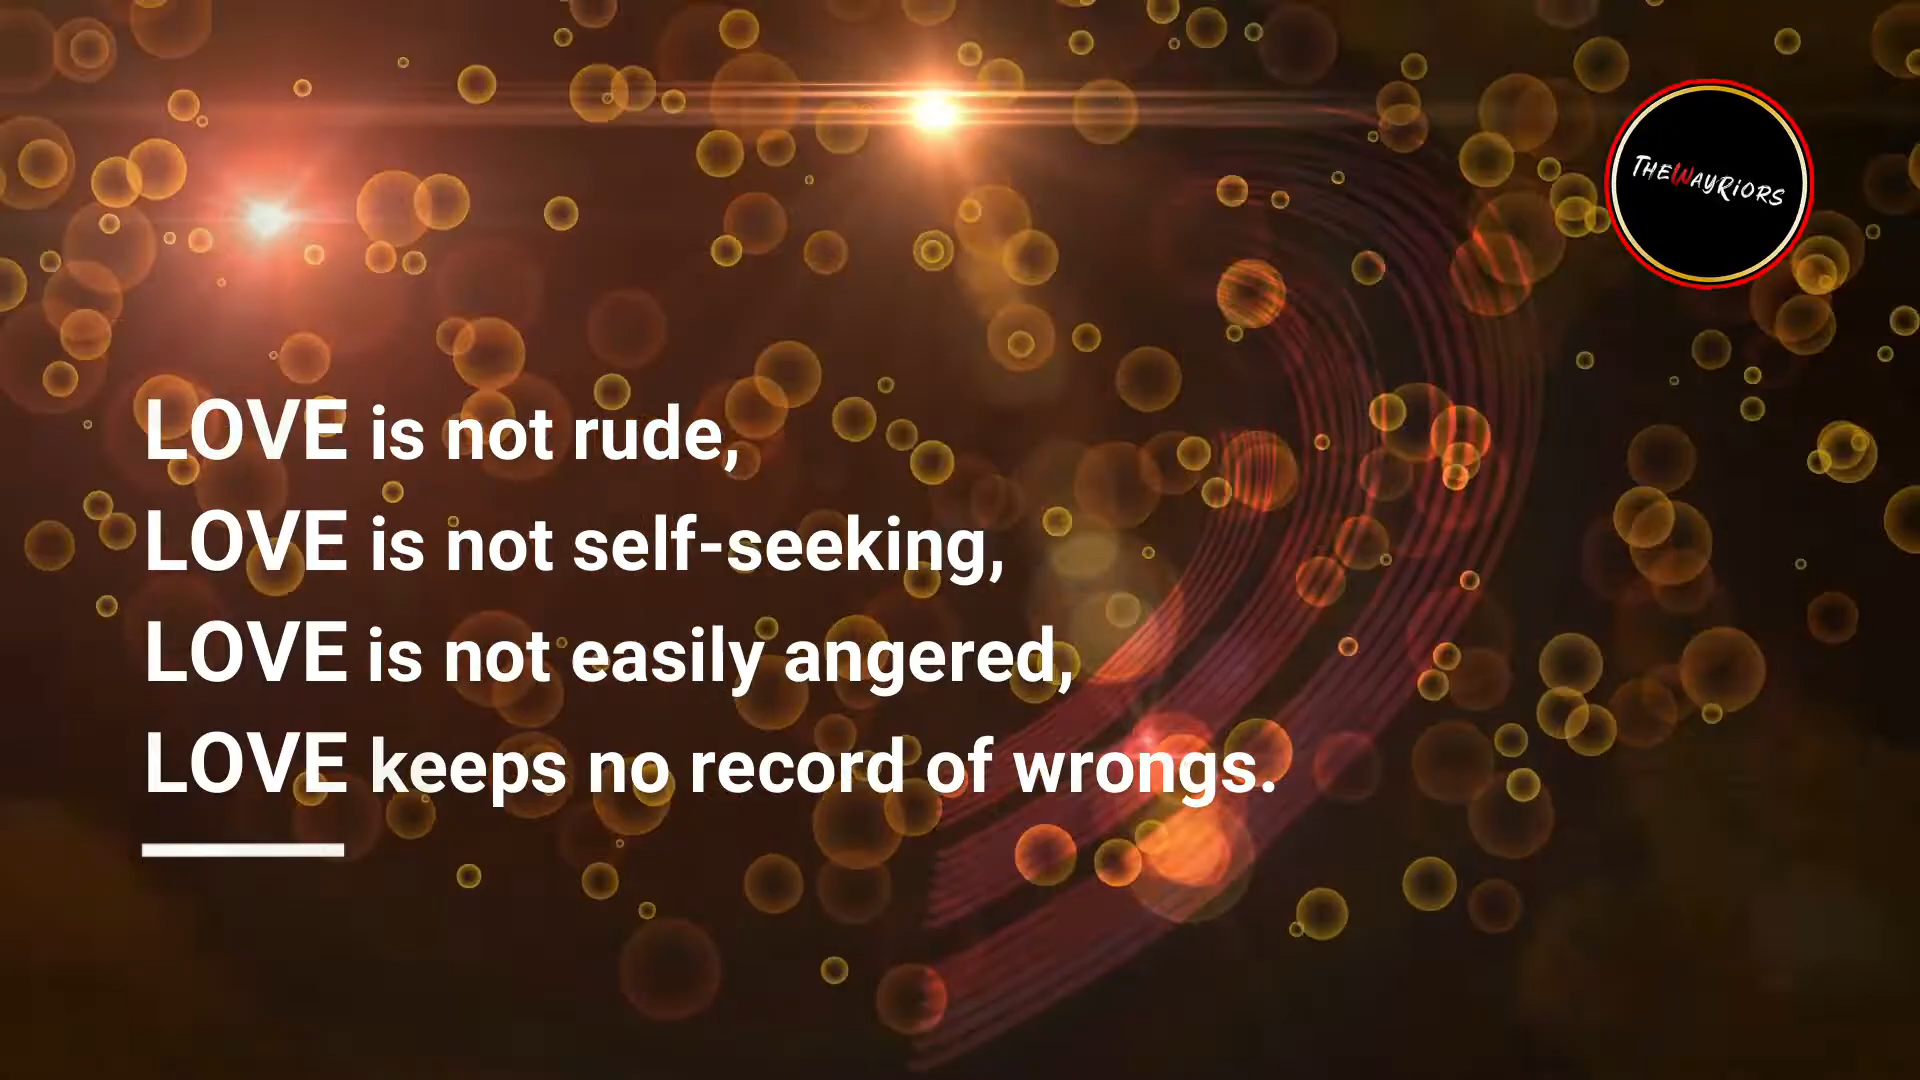 TheWayRiors
LOVE is not rude,
LOVE is not self-seeking,
LOVE is not easily angered,
LOVE keeps no record of wrongs.